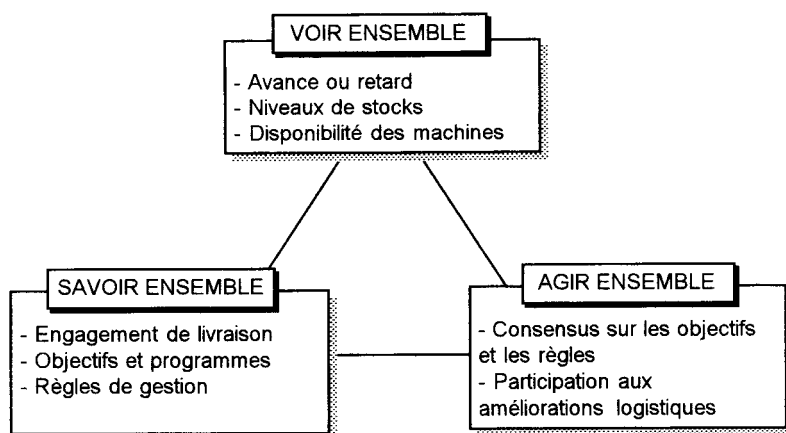 VOIR ENSEMBLE
- Avance ou retard
- Niveaux de stocks
- Disponibilité des machines
SAVOIR ENSEMBLE
- Engagement de livraison
- Objectifs et programmes
- Règles de gestion
AGIR ENSEMBLE
- Consensus sur les objectifs
et les règles
- Participation aux
améliorations logistiques